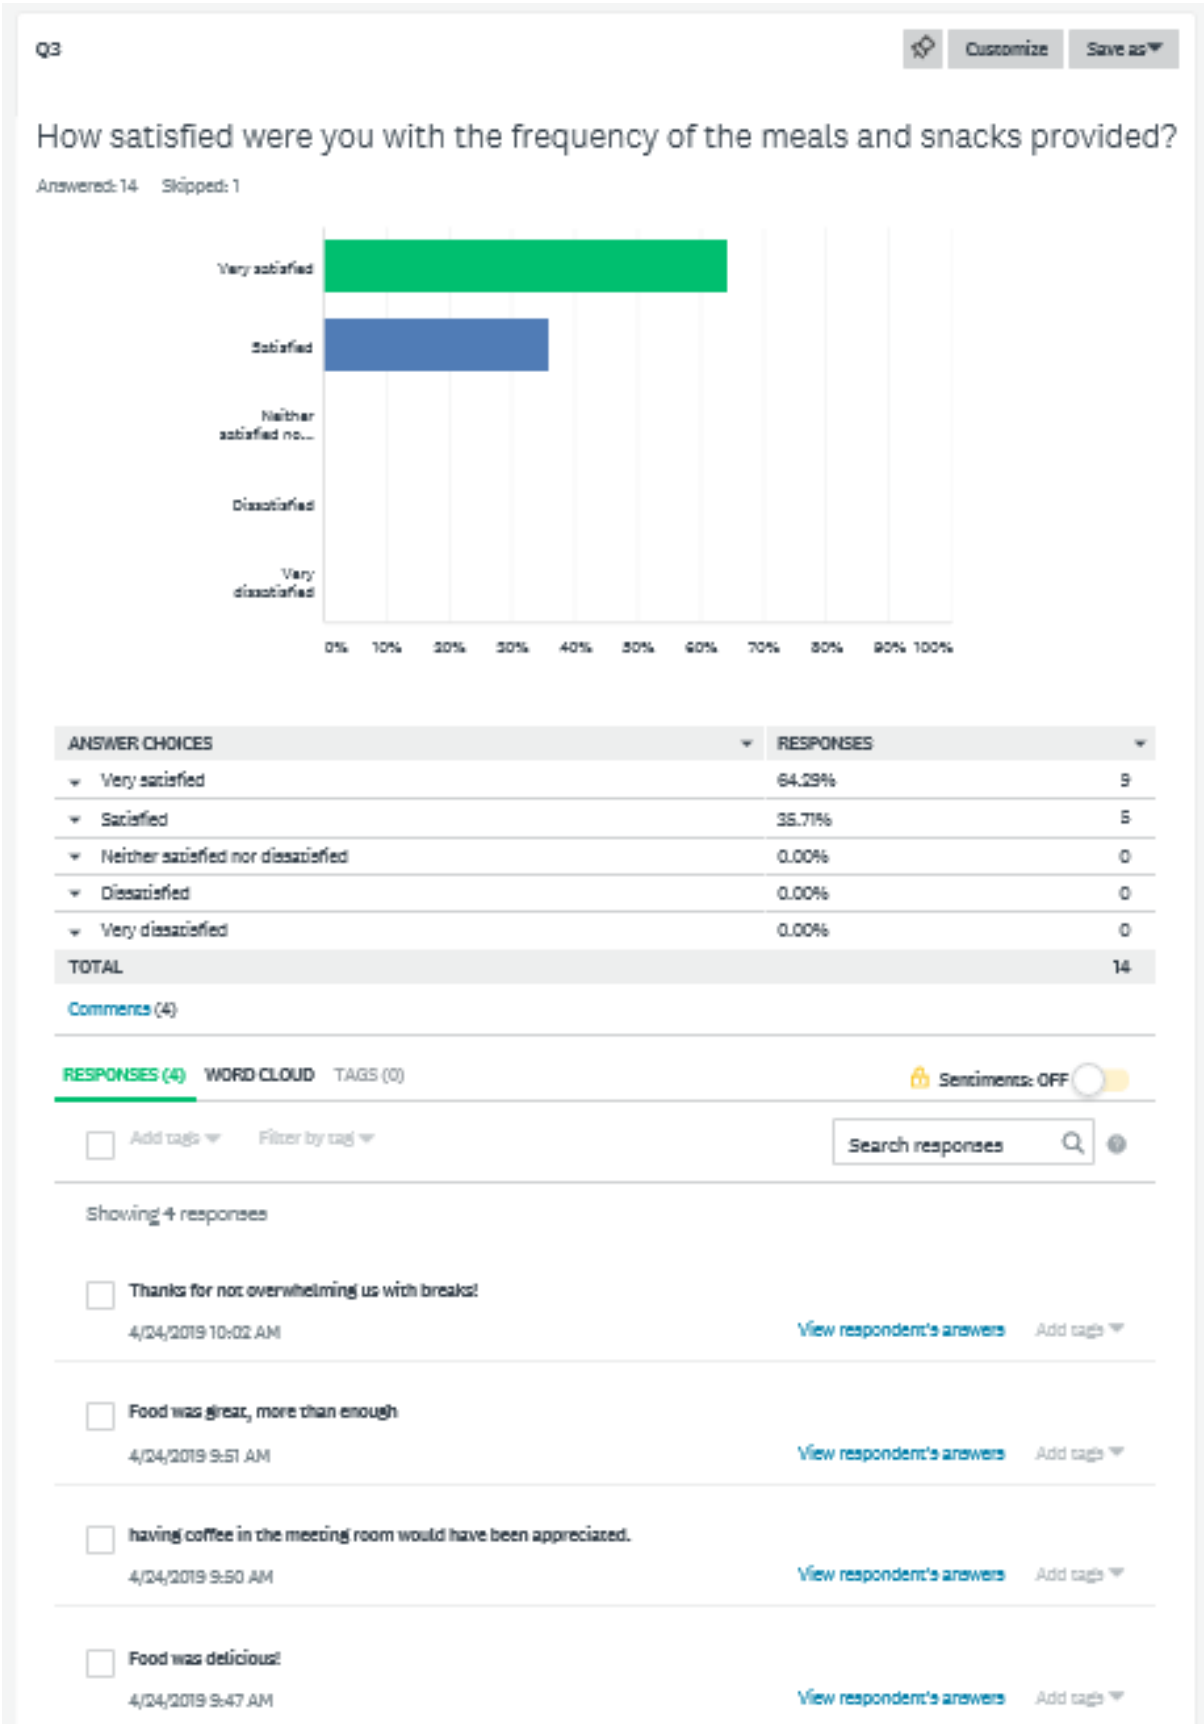 Q3
Customize
Save as
How satisfied were you with the frequency of the meals and snacks provided?
Answered: 14 Skipped: 1
Very satisfied
Satisfied
Neither
satisfied no...
Dissatisfied
Very
dissatisfied
0% 10% 20% 30% 40% 50% 60% 70% 80% 90% 100%
ANSWER CHOICES RESPONSES
Very satisfied 64.29% 9
Satisfied 35.71% 5
Neither satisfied nor dissatisfied 0.00% 0
Dissatisfied 0.00% 0
Very dissatisfied 0.00% 0
TOTAL 14
Comments (4)
RESPONSES (4) WORD CLOUD TAGS (0)
Sentiments: OFF
Add tags Filter by tag
Search responses
Showing 4 responses
Thanks for not overwhelming us with breaks!
4/24/2019 10:02 AM View respondent's answers Add tags
Food was great, more than enough
4/24/2019 9:51 AM View respondent's answers Add tags
having coffee in the meeting room would have been appreciated.
4/24/2019 9:50 AM View respondent's answers Add tags
Food was delicious!
4/24/2019 9:47 AM View respondent's answers Add tags